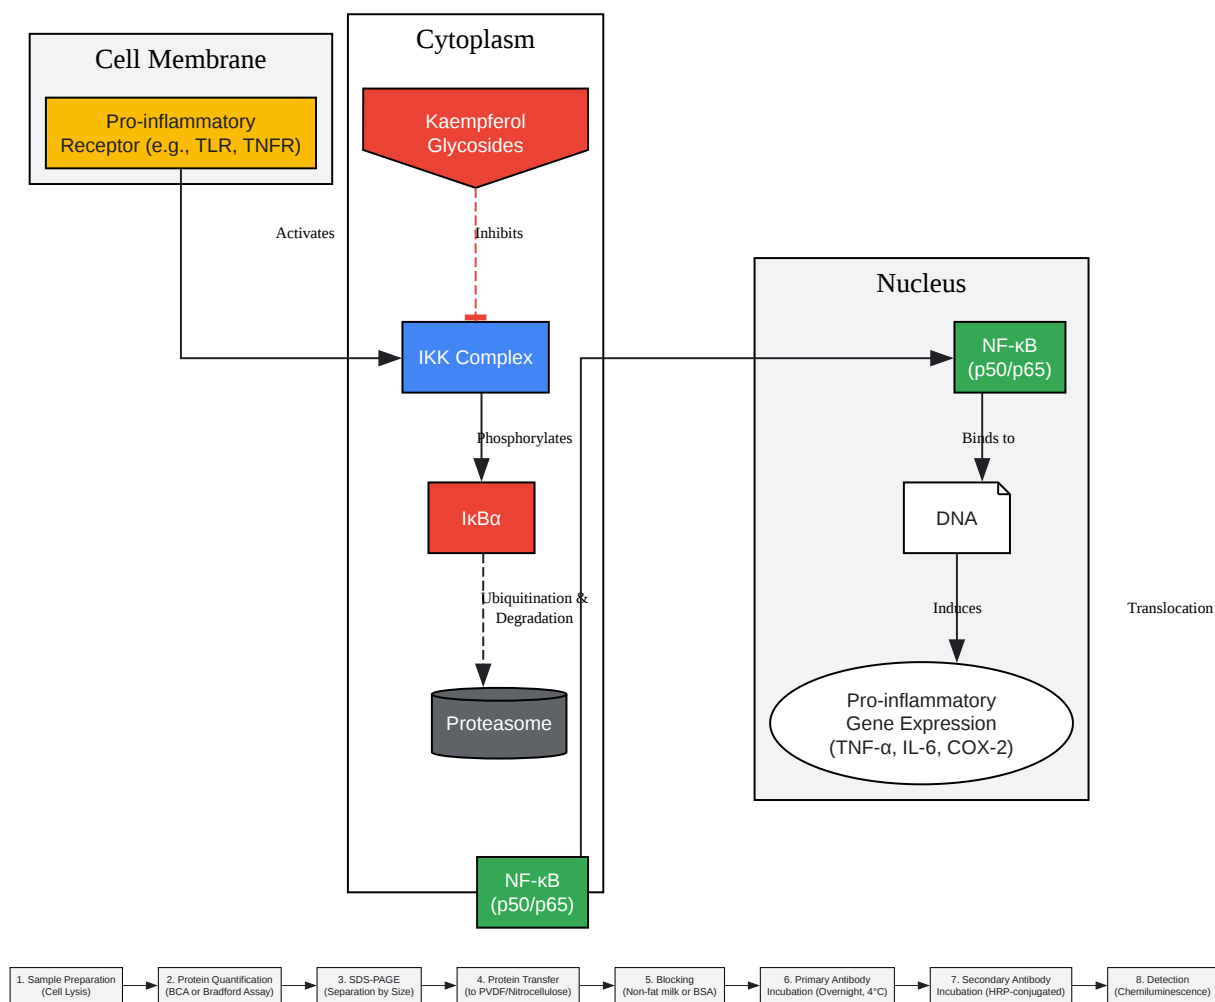 Cell Membrane
Pro-inflammatory
Receptor (e.g., TLR, TNFR)
Cytoplasm
Kaempferol
Glycosides
Activates
Inhibits
IKK Complex
Phosphorylates
IκBα
Ubiquitination &
Degradation
Proteasome
NF-κB
(p50/p65)
Nucleus
NF-κB
(p50/p65)
Binds to
DNA
Induces
Translocation
Pro-inflammatory
Gene Expression
(TNF-α, IL-6, COX-2)
1. Sample Preparation
(Cell Lysis)
2. Protein Quantification
(BCA or Bradford Assay)
3. SDS-PAGE
(Separation by Size)
4. Protein Transfer
(to PVDF/Nitrocellulose)
5. Blocking
(Non-fat milk or BSA)
6. Primary Antibody
Incubation (Overnight, 4°C)
7. Secondary Antibody
Incubation (HRP-conjugated)
8. Detection
(Chemiluminescence)